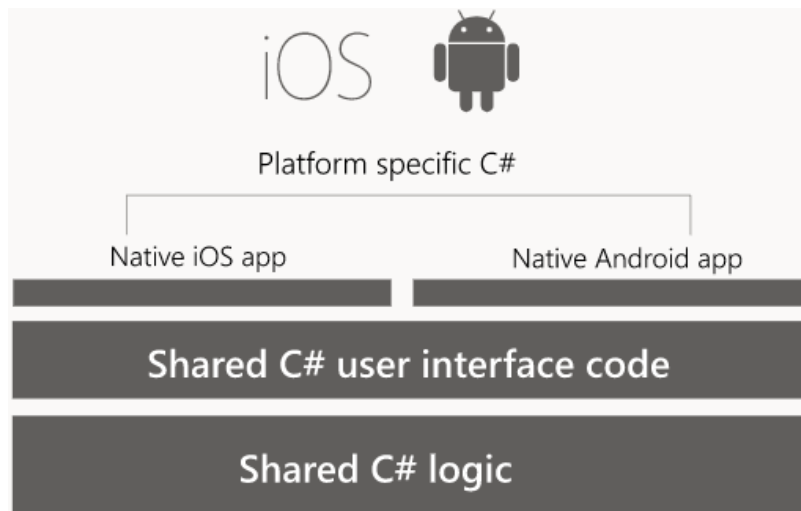 iOS
Platform specific C#
Native iOS app
Native Android app
Shared C# user interface code
Shared C# logic